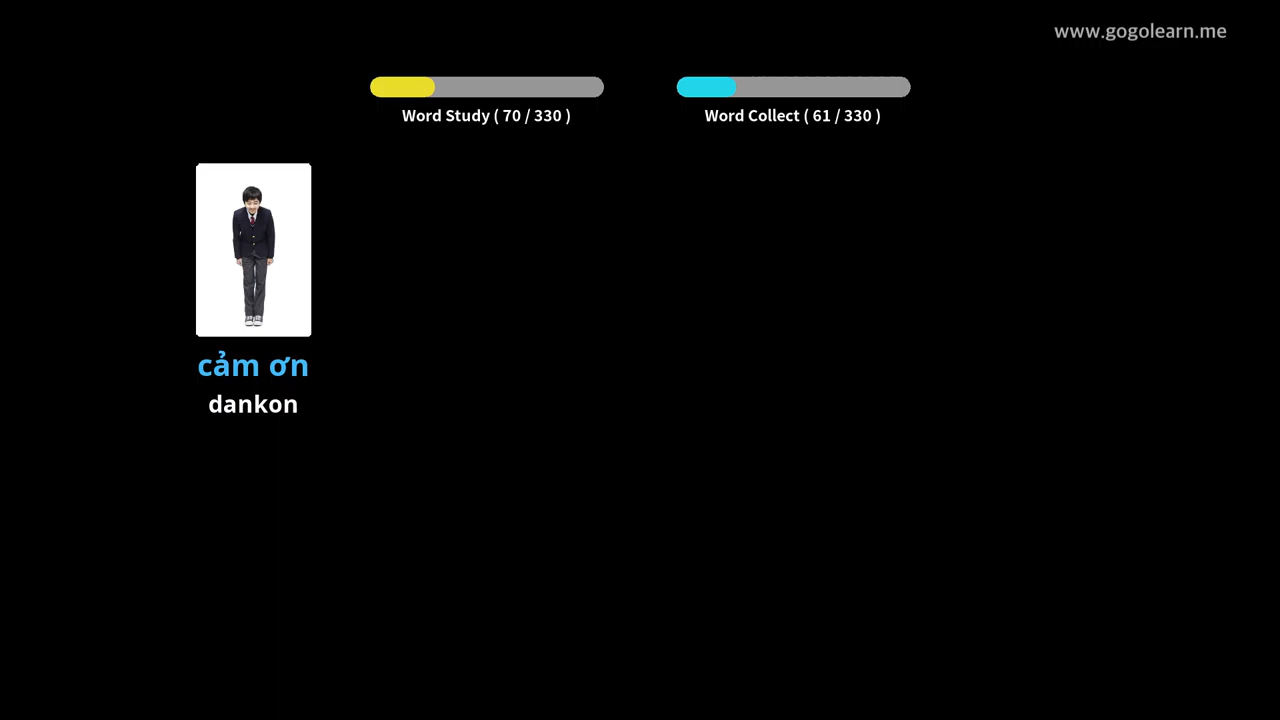 www.gogolearn.me
Word Study ( 70 / 330 )
Word Collect ( 61 / 330 )
cảm ơn
dankon